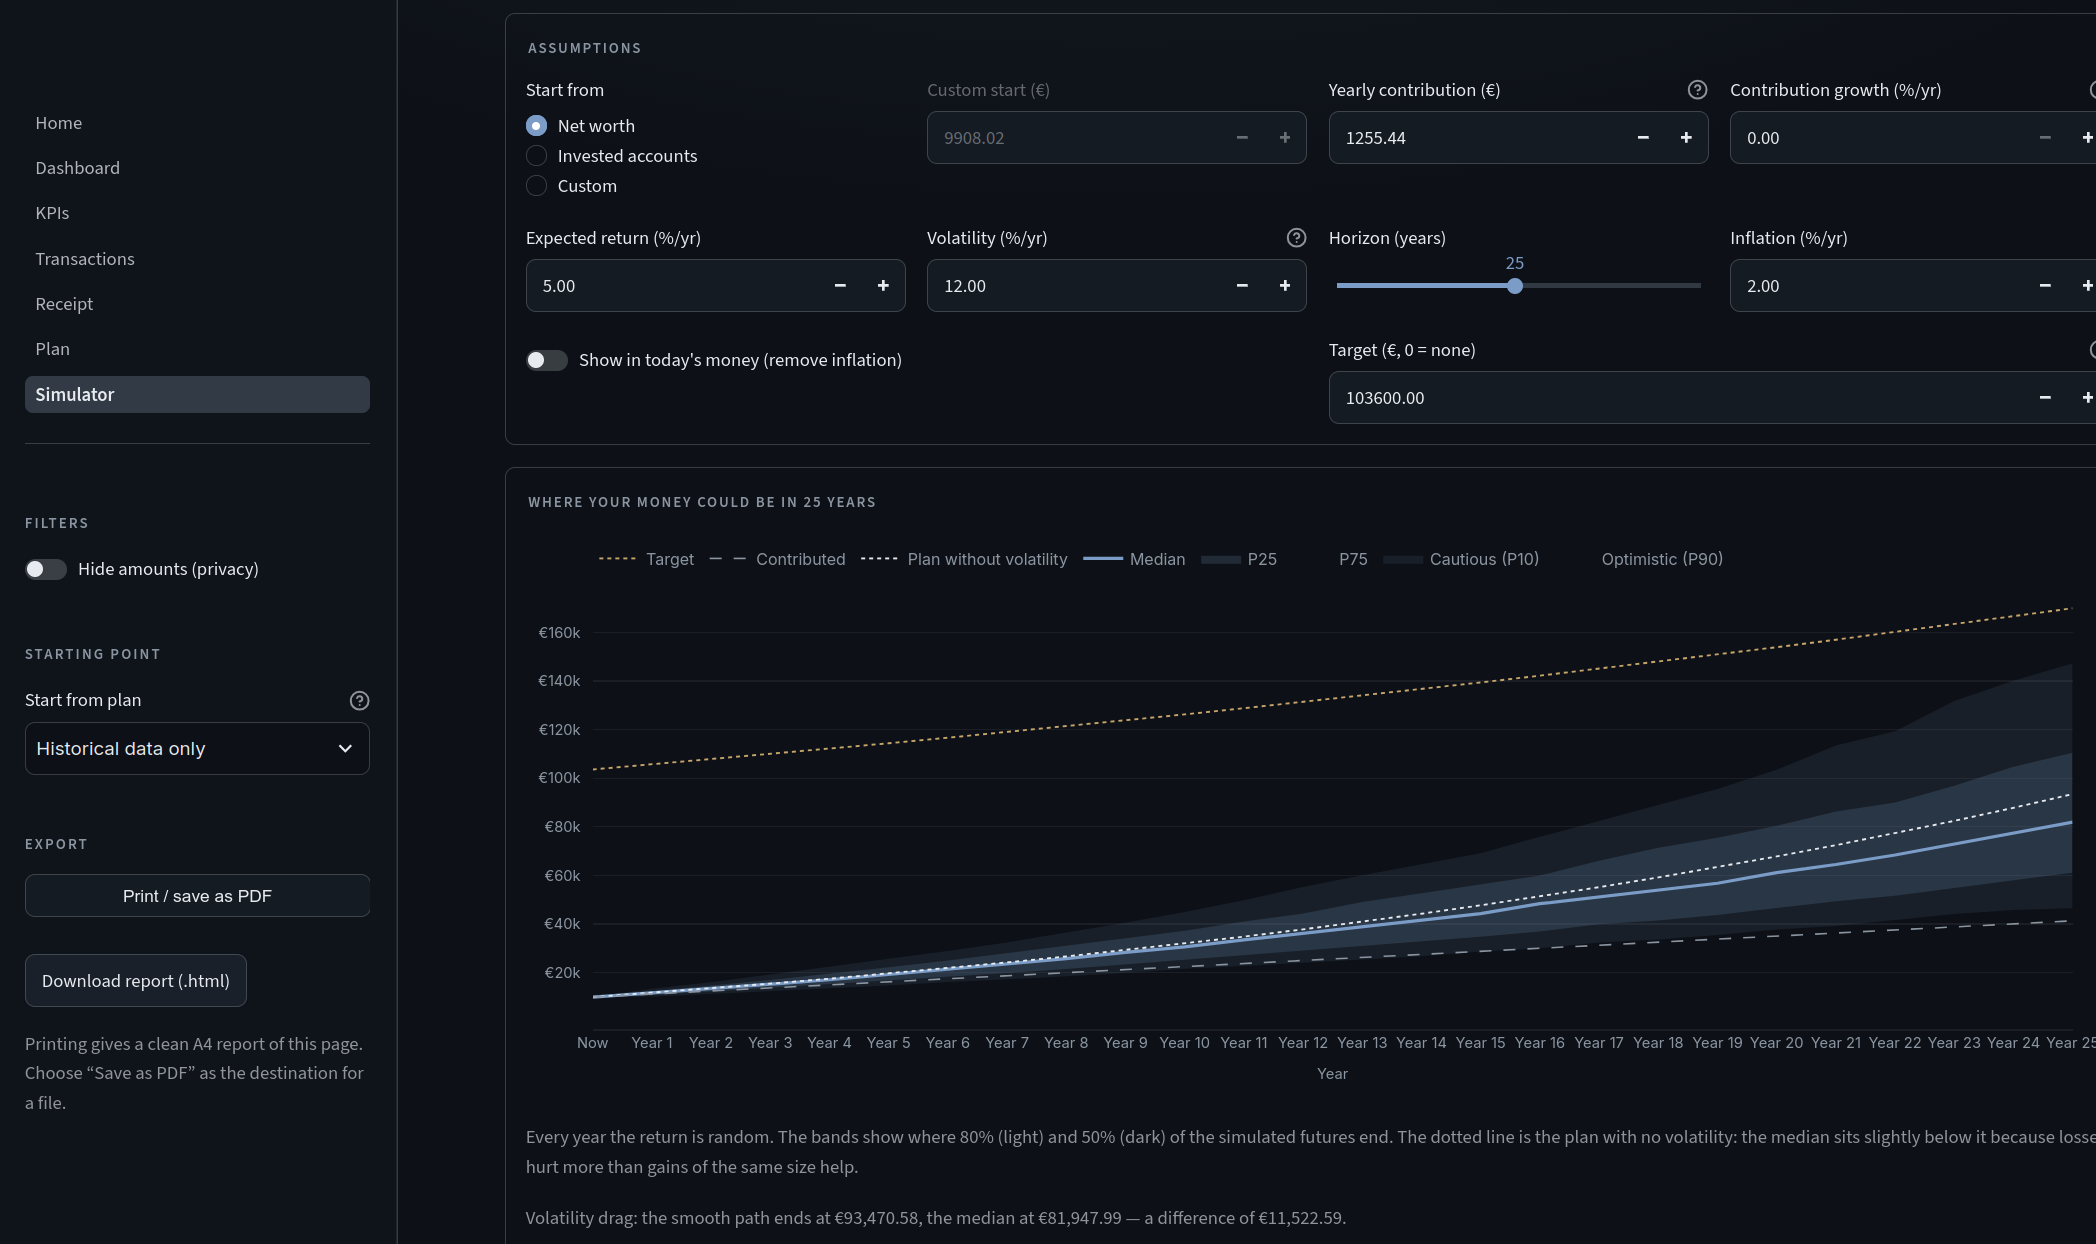 Home
Dashboard
KPIs
Transactions
Receipt
Plan
Simulator
FILTERS
Hide amounts (privacy)
STARTING POINT
Start from plan
Historical data only
EXPORT
Print / save as PDF
Download report (.html)
Printing gives a clean A4 report of this page.
Choose “Save as PDF” as the destination for
a file.
ASSUMPTIONS
Start from
Net worth
Invested accounts
Custom
Custom start (€)
9908.02
Yearly contribution (€)
1255.44
Contribution growth (%/yr)
0.00
Expected return (%/yr)
5.00
Volatility (%/yr)
12.00
Horizon (years)
25
Inflation (%/yr)
2.00
Show in today's money (remove inflation)
Target (€, 0 = none)
103600.00
WHERE YOUR MONEY COULD BE IN 25 YEARS
Target Contributed Plan without volatility Median P25 P75 Cautious (P10) Optimistic (P90)
€160k
€140k
€120k
€100k
€80k
€60k
€40k
€20k
Now Year 1 Year 2 Year 3 Year 4 Year 5 Year 6 Year 7 Year 8 Year 9 Year 10 Year 11 Year 12 Year 13 Year 14 Year 15 Year 16 Year 17 Year 18 Year 19 Year 20 Year 21 Year 22 Year 23 Year 24 Year 25
Year
Every year the return is random. The bands show where 80% (light) and 50% (dark) of the simulated futures end. The dotted line is the plan with no volatility: the median sits slightly below it because losse
hurt more than gains of the same size help.
Volatility drag: the smooth path ends at €93,470.58, the median at €81,947.99 — a difference of €11,522.59.